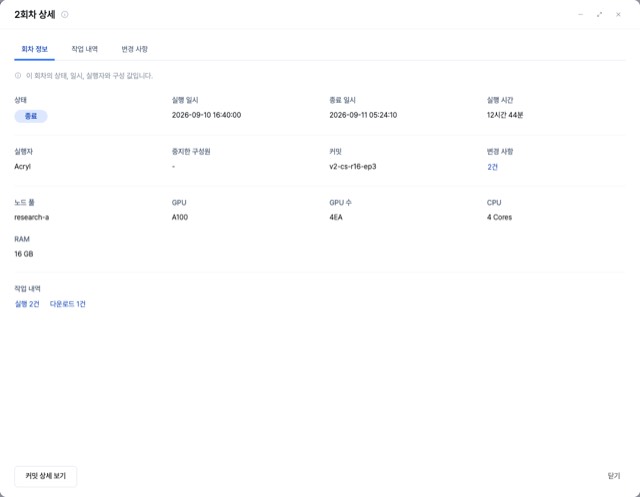 2회차 상세
회차 정보 작업 내역 변경 사항
이 회차의 상태, 일시, 실행자와 구성 값입니다.
상태 실행 일시 종료 일시 실행 시간
종료 2026-09-10 16:40:00 2026-09-11 05:24:10 12시간 44분
실행자 중지한 구성원 커밋 변경 사항
Acryl - v2-cs-r16-ep3 2건
노드 풀 GPU GPU 수 CPU
research-a A100 4EA 4 Cores
RAM
16 GB
작업 내역
실행 2건 다운로드 1건
커밋 상세 보기 닫기